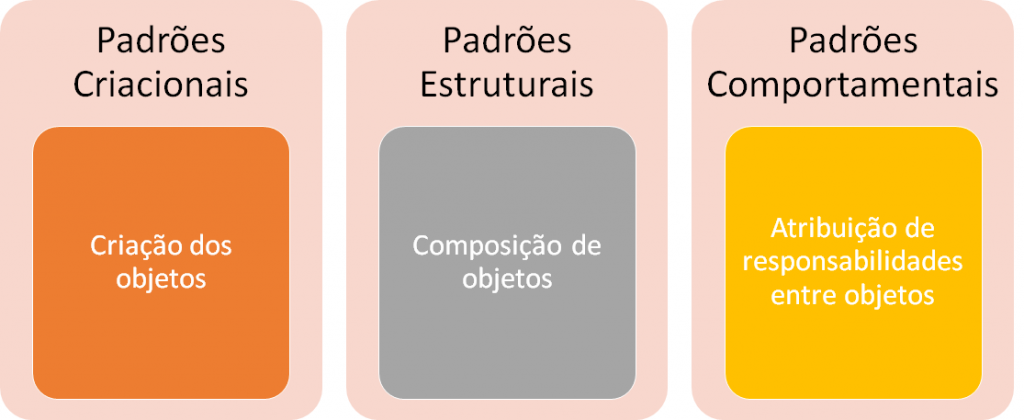 Padrões
Criacionais
Criação dos
objetos
Padrões
Estruturais
Composição de
objetos
Padrões
Comportamentais
Atribuição de
responsabilidades
entre objetos